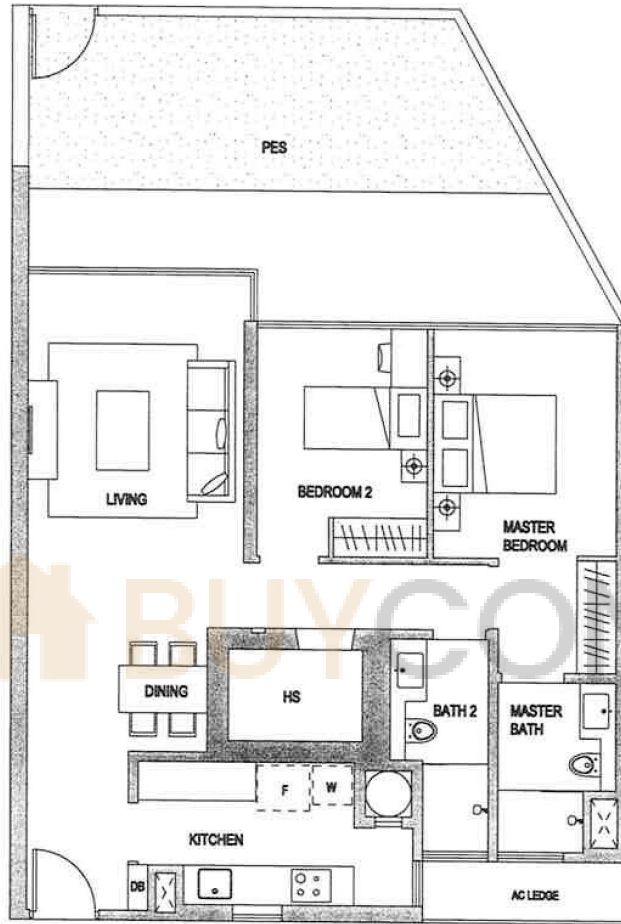 PES
LIVING
BEDROOM 2
MASTER
BEDROOM
BUYCO
DINING
HS
BATH 2
MASTER
BATH
F
W
KITCHEN
DB
AC LEDGE